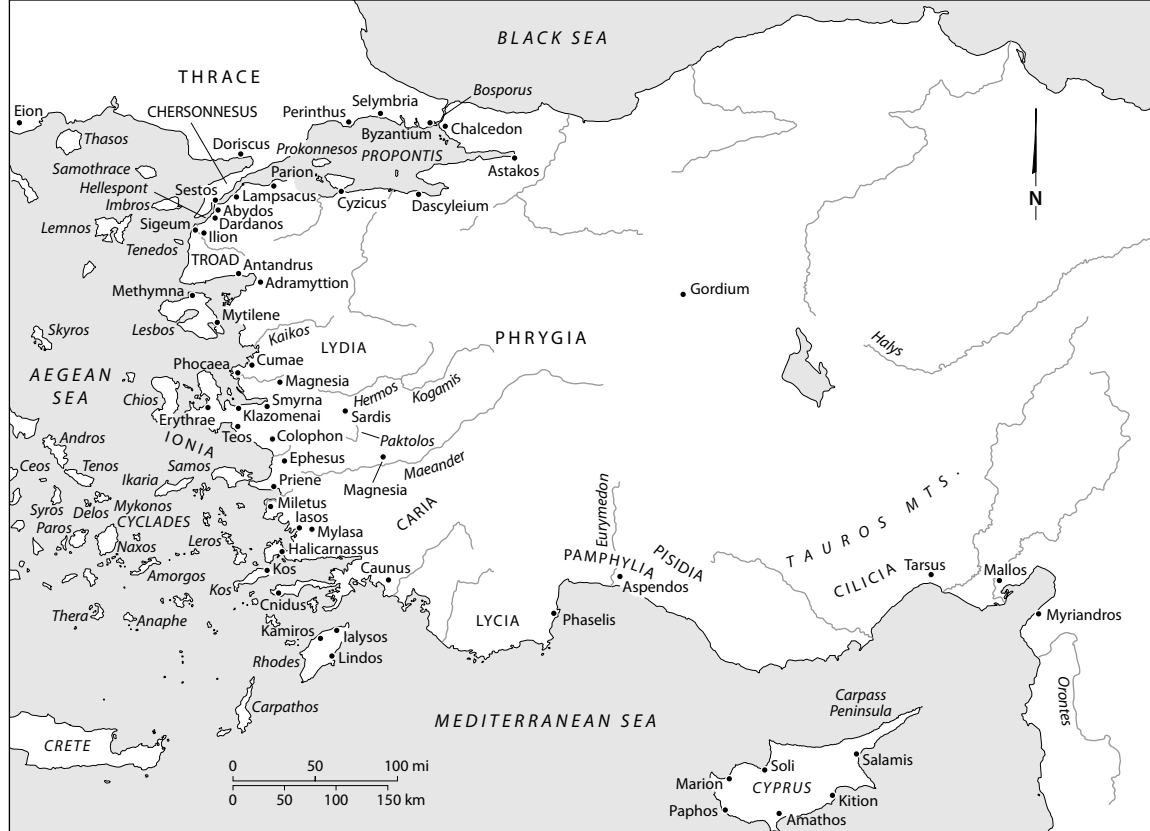 BLACK SEA
THRACE
Bosporus
Selymbria
CHERSONNESUS
Perinthus
Eion
Byzantium
Chalcedon
Thasos
Doriscus
Prokonnesos
PROPONTIS
Samothrace
Parion
Astakos
Hellespont
Sestos
Lampsacus
Imbros
Cyzicus
Dascyleium
Abydos
N
Sigeum
Dardanos
Lemnos
Ilion
Tenedos
TROAD
Antandrus
Adramyttion
Methymna
Gordium
Mytilene
Skyros
Lesbos
Kaikos
LYDIA
PHRYGIA
Halys
Phocaea
Cumae
AEGEAN
SEA
Magnesia
Chios
Hermos
Kogamis
Smyrna
Erythrae
Klazomenai
Sardis
IONIA
Teos
Colophon
Paktolos
Andros
Ephesus
Maeander
Ceos
Tenos
Ikaria
Samos
Priene
Magnesia
Syros
Delos
Mykonos
Miletus
CYCLADES
Iasos
CARIA
Paros
Mylasa
Eurymedon
TAUROS MTS.
Naxos
Leros
Halicarnassus
PAMPHYLIA
PISIDIA
Amorgos
Kos
Caunus
Aspendos
CILICIA
Tarsus
Mallos
Kos
Cnidus
Thera
Anaphe
LYCIA
Phaselis
Myriandros
Kamiros
Ialysos
Rhodes
Lindos
Orontes
Carpathos
MEDITERRANEAN SEA
Carpass
Peninsula
CRETE
Salamis
0 50 100 mi
0 50 100 150 km
Soli
Marion
CYPRUS
Kition
Paphos
Amathos